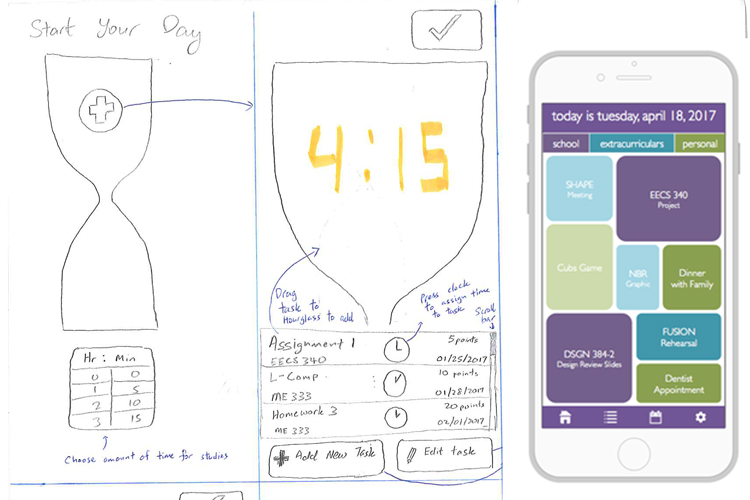 Start Your Day
Hr : Min
0 0
1 5
2 10
3 15
Choose amount of time for studies
4:15
Drag
task to
Hourglass to add
Press clock
to assign time
to task
Scroll
bar
Assignment 1 5 points
EECS 340 01/25/2017
L-Comp 10 points
ME 333 01/28/2017
Homework 3 20 points
ME 333 02/01/2017
Add New Task
Edit task
today is tuesday, april 18, 2017
school extracurriculars personal
SHAPE
Meeting
EECS 340
Project
Cubs Game
NBR
Graphic
Dinner
with Family
DSGN 384-2
Design Review Slides
FUSION
Rehearsal
Dentist
Appointment